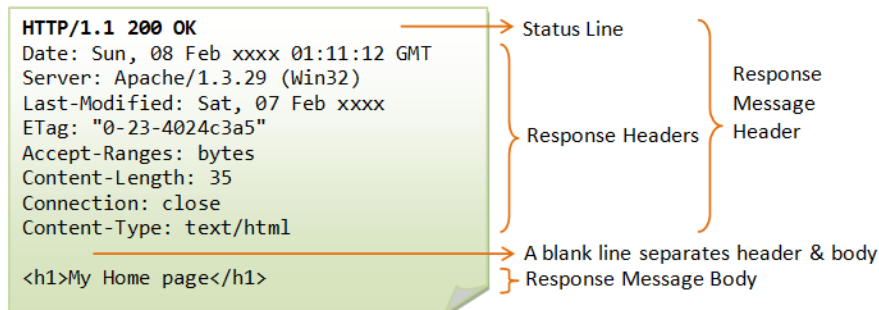 HTTP/1.1 200 OK
Date: Sun, 08 Feb xxxx 01:11:12 GMT
Server: Apache/1.3.29 (Win32)
Last-Modified: Sat, 07 Feb xxxx
ETag: "0-23-4024c3a5"
Accept-Ranges: bytes
Content-Length: 35
Connection: close
Content-Type: text/html
<h1>My Home page</h1>
Status Line
Response Headers
Response
Message
Header
A blank line separates header & body
Response Message Body